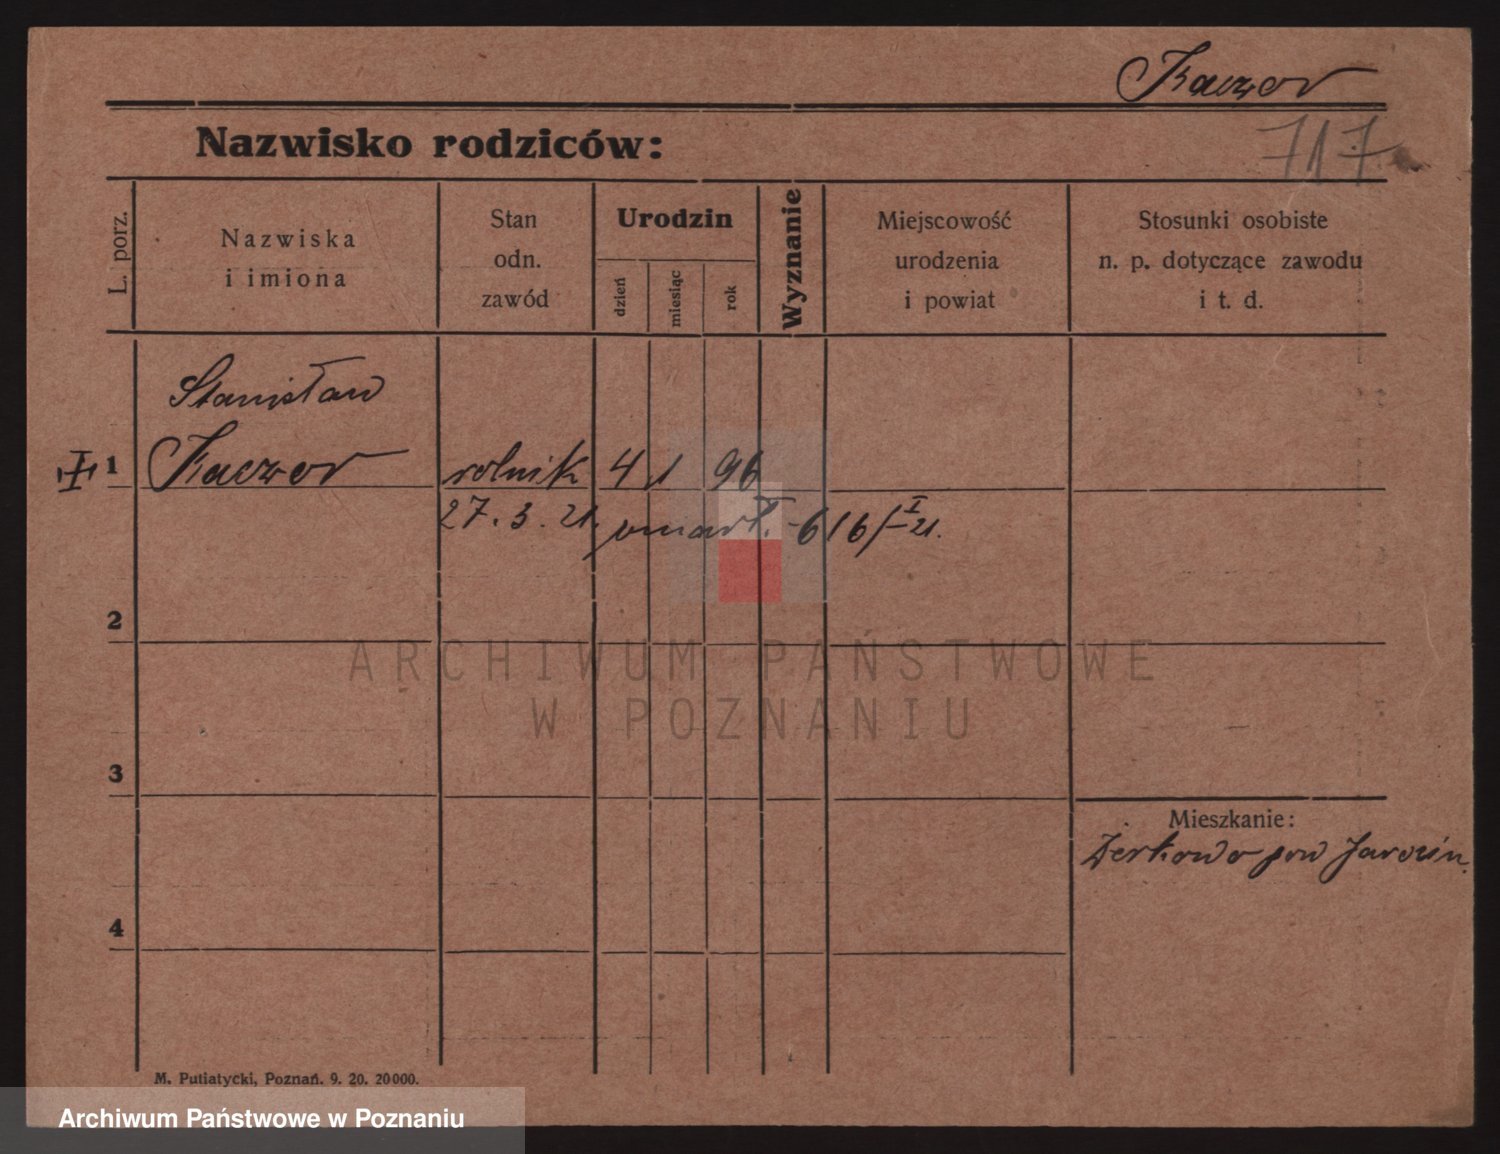 Kaczor
Nazwisko rodziców:
717
L. porz.
Nazwiska
i imiona
Stan
odn.
zawód
Urodzin
dzień
miesiąc
rok
Wyznanie
Miejscowość
urodzenia
i powiat
Stosunki osobiste
n. p. dotyczące zawodu
i t. d.
Stanisław
1 Kaczor rolnik 4 1 96
27. 3. 21. umarł. - 616/I 21.
2
ARCHIWUM PAŃSTWOWE
W POZNANIU
3
Mieszkanie:
Żerkowo pow Jarocin.
4
M. Putiatycki, Poznań. 9. 20. 20000.
Archiwum Państwowe w Poznaniu